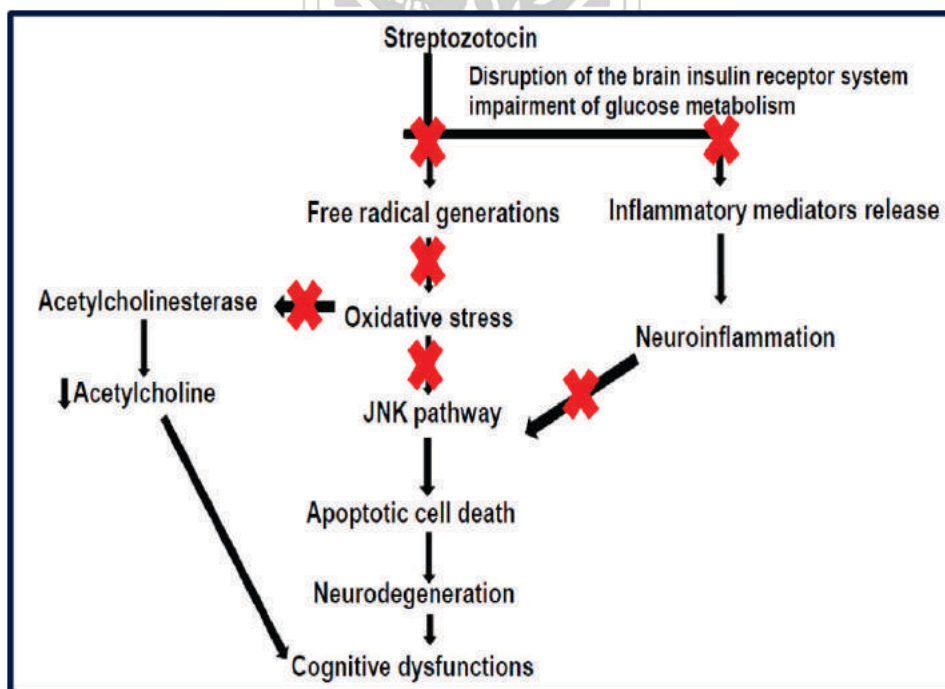 Streptozotocin
Disruption of the brain insulin receptor system
impairment of glucose metabolism
Free radical generations
Inflammatory mediators release
Acetylcholinesterase
Oxidative stress
Neuroinflammation
Acetylcholine
JNK pathway
Apoptotic cell death
Neurodegeneration
Cognitive dysfunctions